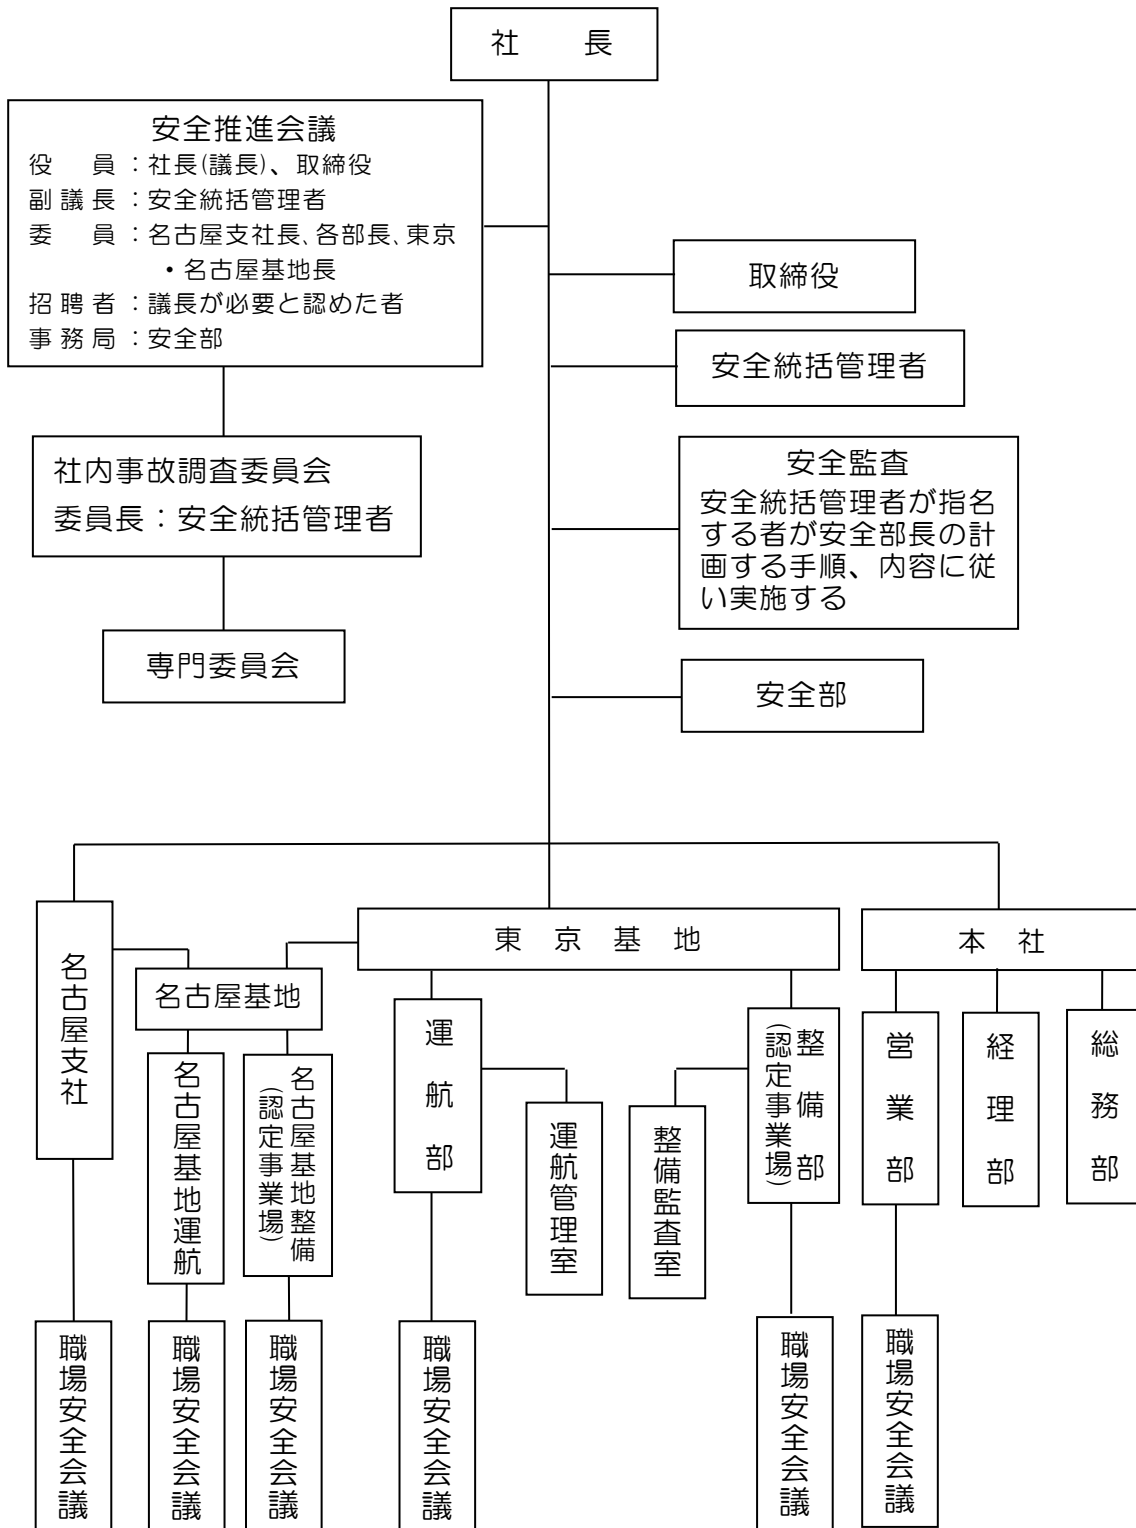 社　長
安全推進会議
役　員：社長(議長)、取締役
副議長：安全統括管理者
委　員：名古屋支社長、各部長、東京
・名古屋基地長
招聘者：議長が必要と認めた者
事務局：安全部
取締役
安全統括管理者
社内事故調査委員会
委員長：安全統括管理者
安全監査
安全統括管理者が指名
する者が安全部長の計
画する手順、内容に従
い実施する
専門委員会
安全部
名古屋支社
東京基地
本社
名古屋基地
名古屋基地運航
名古屋基地整備
(認定事業場)
運航部
運航管理室
整備監査室
整備部
(認定事業場)
営業部
経理部
総務部
職場安全会議
職場安全会議
職場安全会議
職場安全会議
職場安全会議
職場安全会議